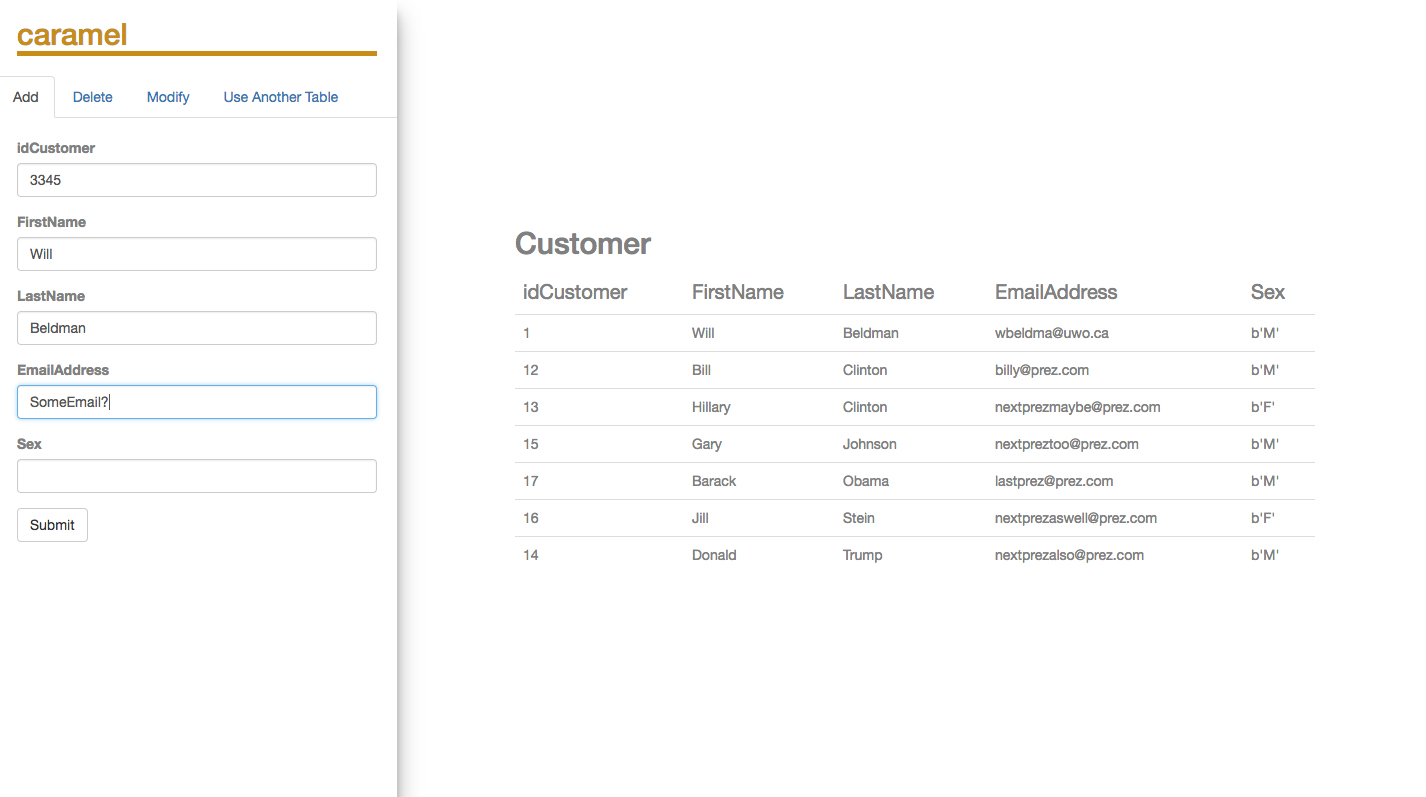 caramel
Add Delete Modify Use Another Table
idCustomer
3345
FirstName
Will
LastName
Beldman
EmailAddress
SomeEmail?
Sex
Submit
Customer
idCustomer FirstName LastName EmailAddress Sex
1 Will Beldman wbeldma@uwo.ca b'M'
12 Bill Clinton billy@prez.com b'M'
13 Hillary Clinton nextprezmaybe@prez.com b'F'
15 Gary Johnson nextpreztoo@prez.com b'M'
17 Barack Obama lastprez@prez.com b'M'
16 Jill Stein nextprezaswell@prez.com b'F'
14 Donald Trump nextprezalso@prez.com b'M'